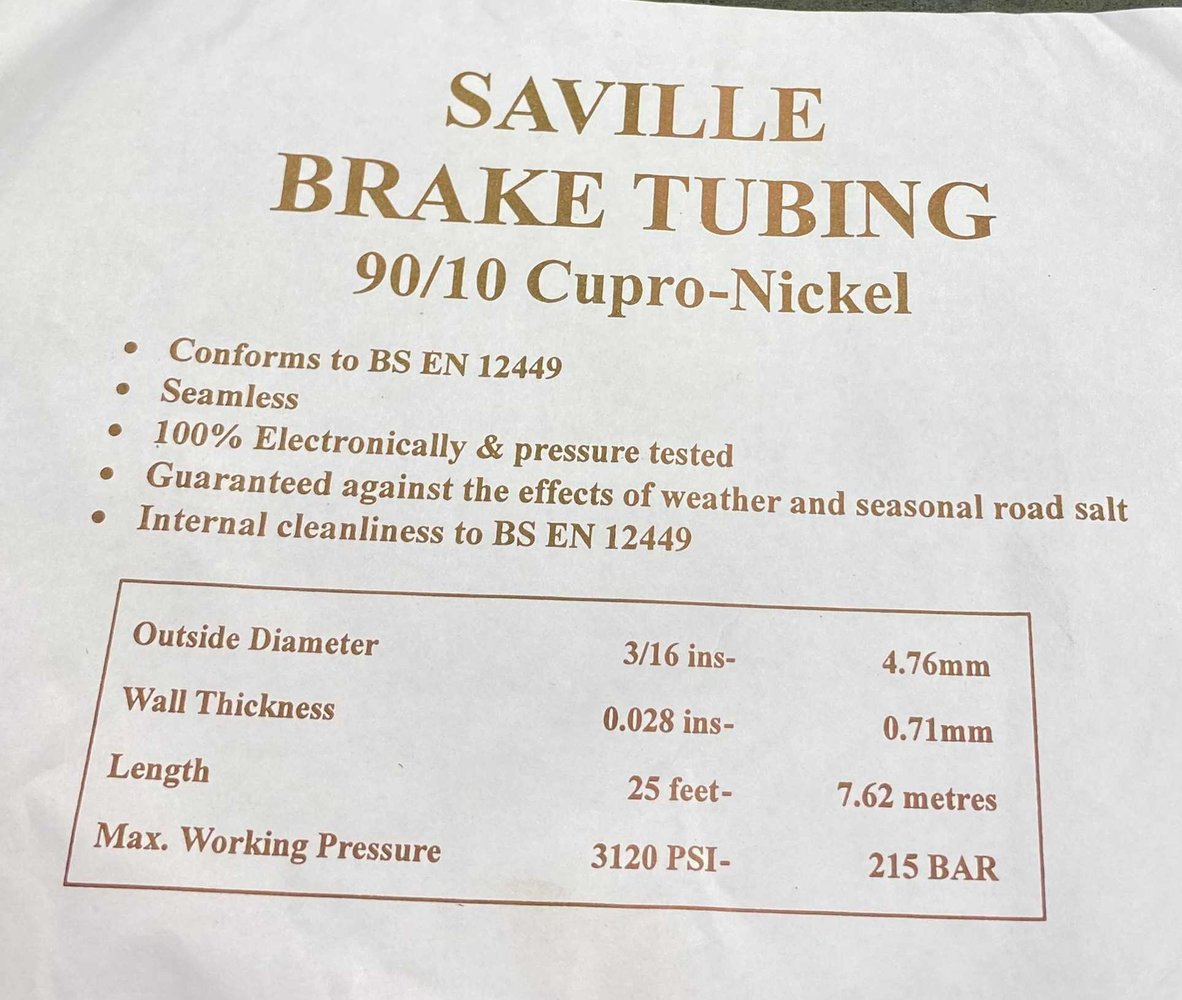 SAVILLE
BRAKE TUBING
90/10 Cupro-Nickel
• Conforms to BS EN 12449
• Seamless
• 100% Electronically & pressure tested
• Guaranteed against the effects of weather and seasonal road salt
• Internal cleanliness to BS EN 12449
Outside Diameter 3/16 ins- 4.76mm
Wall Thickness 0.028 ins- 0.71mm
Length 25 feet- 7.62 metres
Max. Working Pressure 3120 PSI- 215 BAR